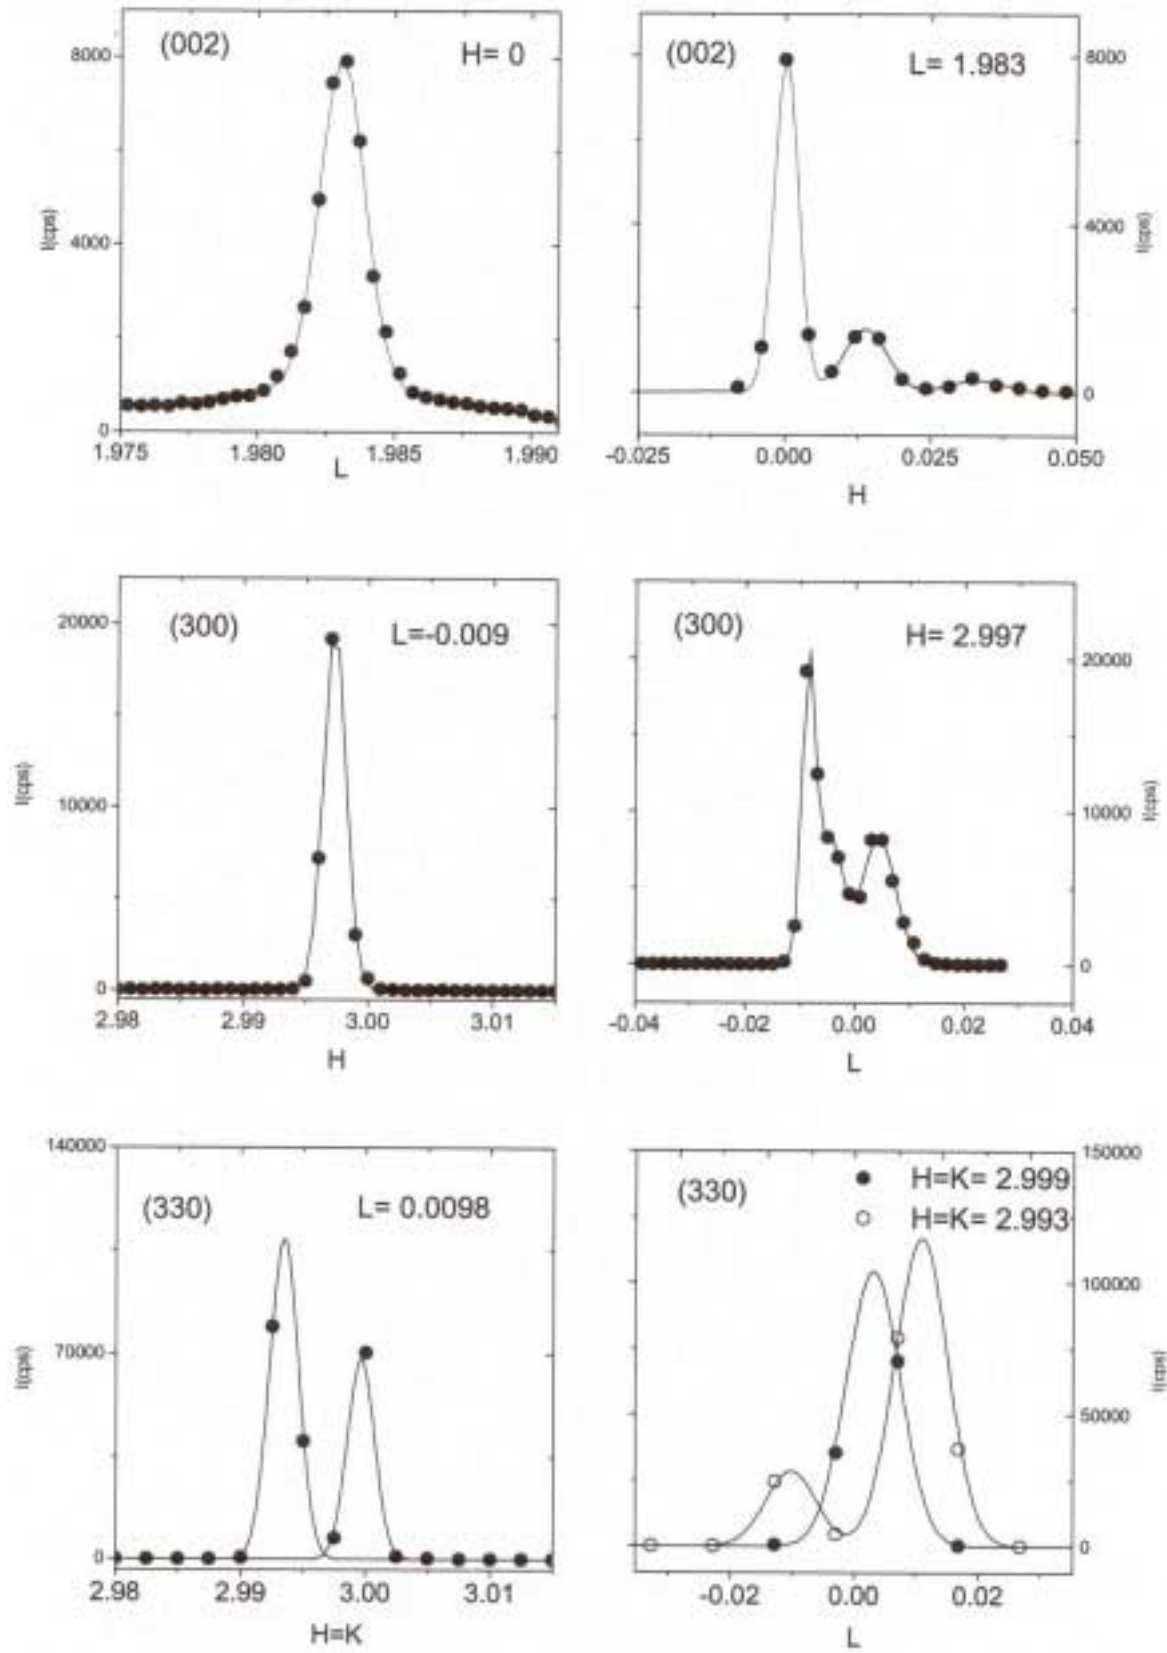 (002)
H= 0
8000
4000
0
I(cps)
1.975
1.980
1.985
1.990
L
(002)
L= 1.983
8000
4000
0
I(cps)
-0.025
0.000
0.025
0.050
H
(300)
L=-0.009
20000
10000
0
I(cps)
2.98
2.99
3.00
3.01
H
(300)
H= 2.997
20000
10000
0
I(cps)
-0.04
-0.02
0.00
0.02
0.04
L
(330)
L= 0.0098
140000
70000
0
I(cps)
2.98
2.99
3.00
3.01
H=K
(330)
H=K= 2.999
H=K= 2.993
150000
100000
50000
0
I(cps)
-0.02
0.00
0.02
L